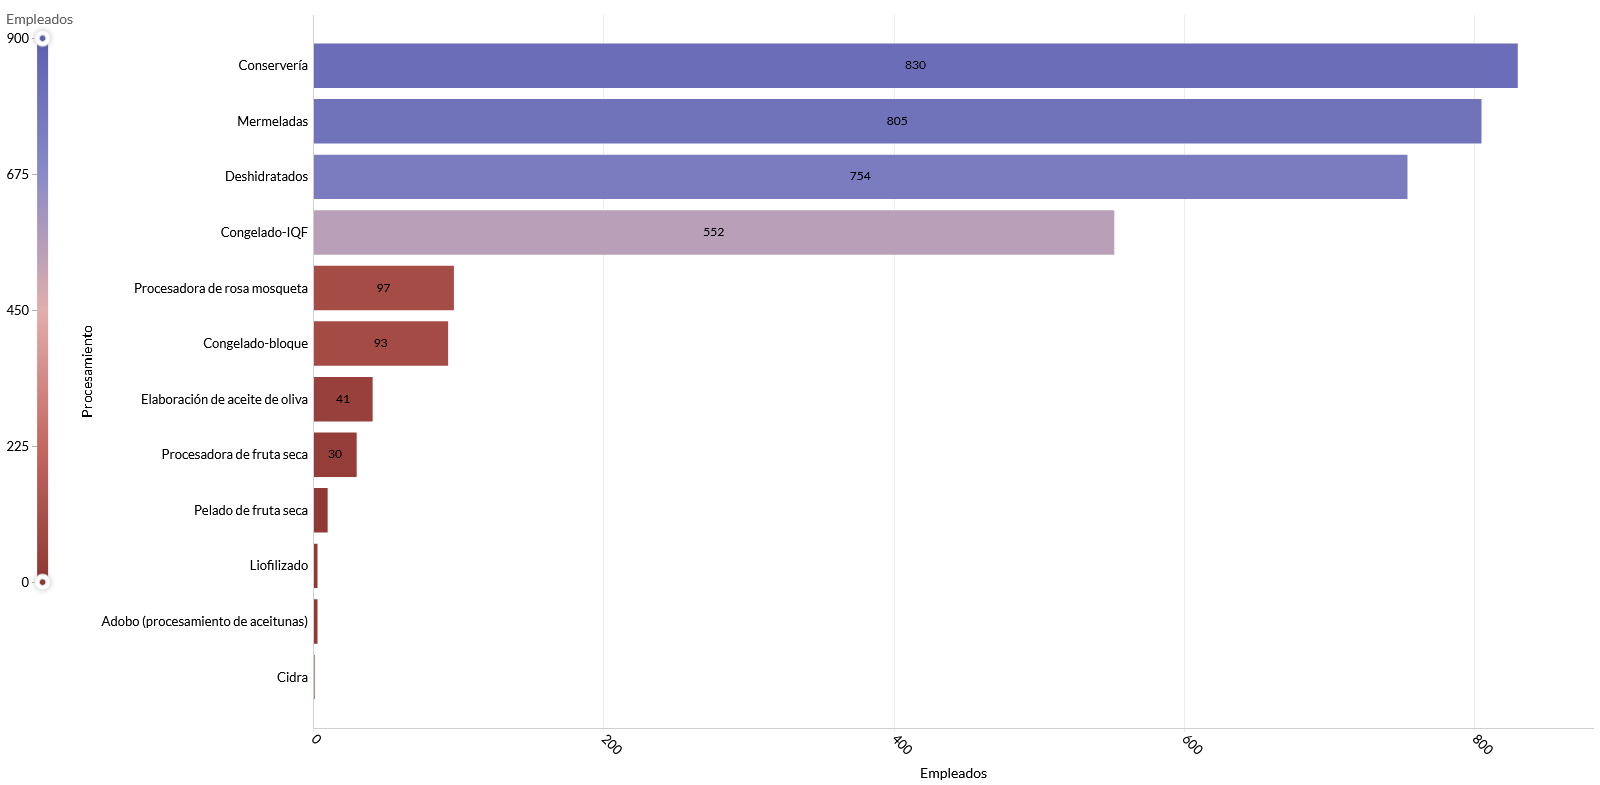 Empleados
900
675
450
225
0
Procesamiento
Conservería
830
Mermeladas
805
Deshidratados
754
Congelado-IQF
552
Procesadora de rosa mosqueta
97
Congelado-bloque
93
Elaboración de aceite de oliva
41
Procesadora de fruta seca
30
Pelado de fruta seca
Liofilizado
Adobo (procesamiento de aceitunas)
Cidra
0
200
400
600
800
Empleados